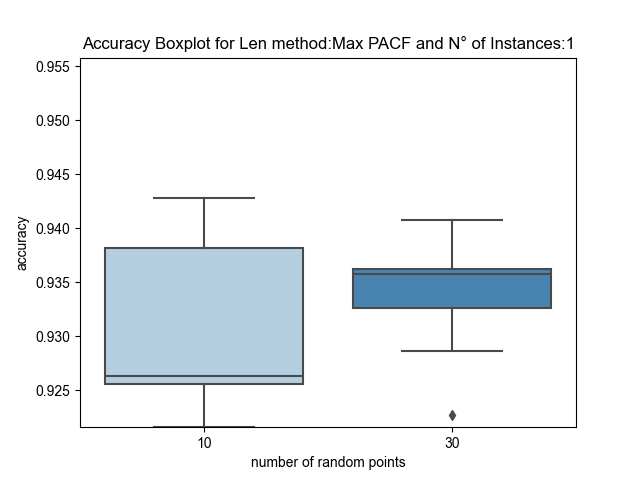 Accuracy Boxplot for Len method:Max PACF and N° of Instances:1
0.955
0.950
0.945
0.940
0.935
0.930
0.925
accuracy
10 30
number of random points